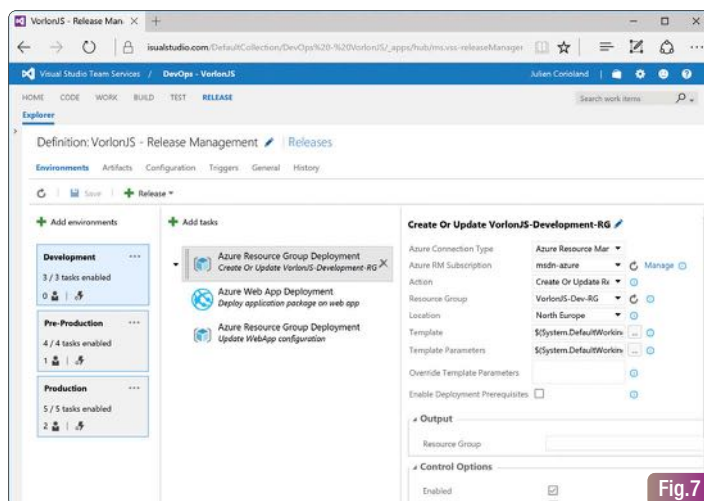 VorlonJS - Release Man
isualstudio.com/DefaultCollection/DevOps%20-%20VorlonJS/_apps/hub/ms.vss-releaseManager
Visual Studio Team Services / DevOps - VorlonJS
Julien Corioland
HOME CODE WORK BUILD TEST RELEASE
Search work items
Explorer
Definition: VorlonJS - Release Management | Releases
Environments Artifacts Configuration Triggers General History
Save Release
Add environments
Development ...
3 / 3 tasks enabled
0
Pre-Production ...
4 / 4 tasks enabled
1
Production ...
5 / 5 tasks enabled
2
Add tasks
Azure Resource Group Deployment
Create Or Update VorlonJS-Development-RG
Azure Web App Deployment
Deploy application package on web app
Azure Resource Group Deployment
Update WebApp configuration
Create Or Update VorlonJS-Development-RG
Azure Connection Type Azure Resource Mar
Azure RM Subscription msdn-azure Manage
Action Create Or Update Re
Resource Group VorlonJS-Dev-RG
Location North Europe
Template $(System.DefaultWorkin ...
Template Parameters $(System.DefaultWorkin ...
Override Template Parameters
Enable Deployment Prerequisites
Output
Resource Group
Control Options
Enabled
Fig.7